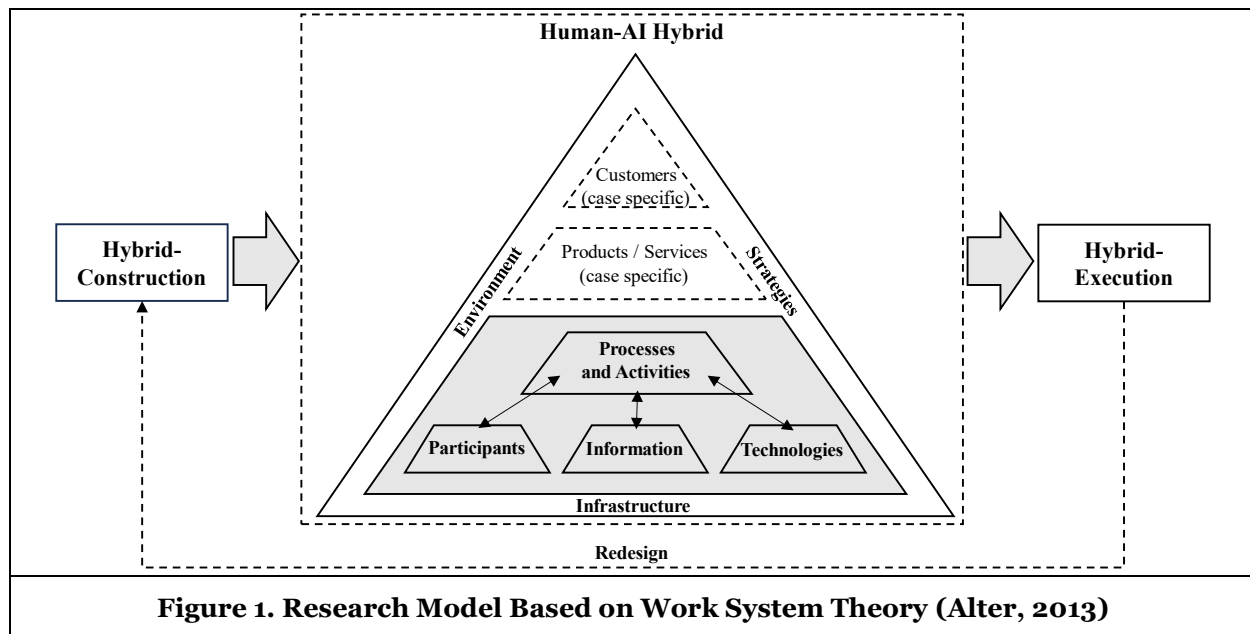 Human-AI Hybrid
Customers
(case specific)
Hybrid-
Construction
Environment
Products / Services
(case specific)
Strategies
Hybrid-
Execution
Processes
and Activities
Participants
Information
Technologies
Infrastructure
Redesign
Figure 1. Research Model Based on Work System Theory (Alter, 2013)